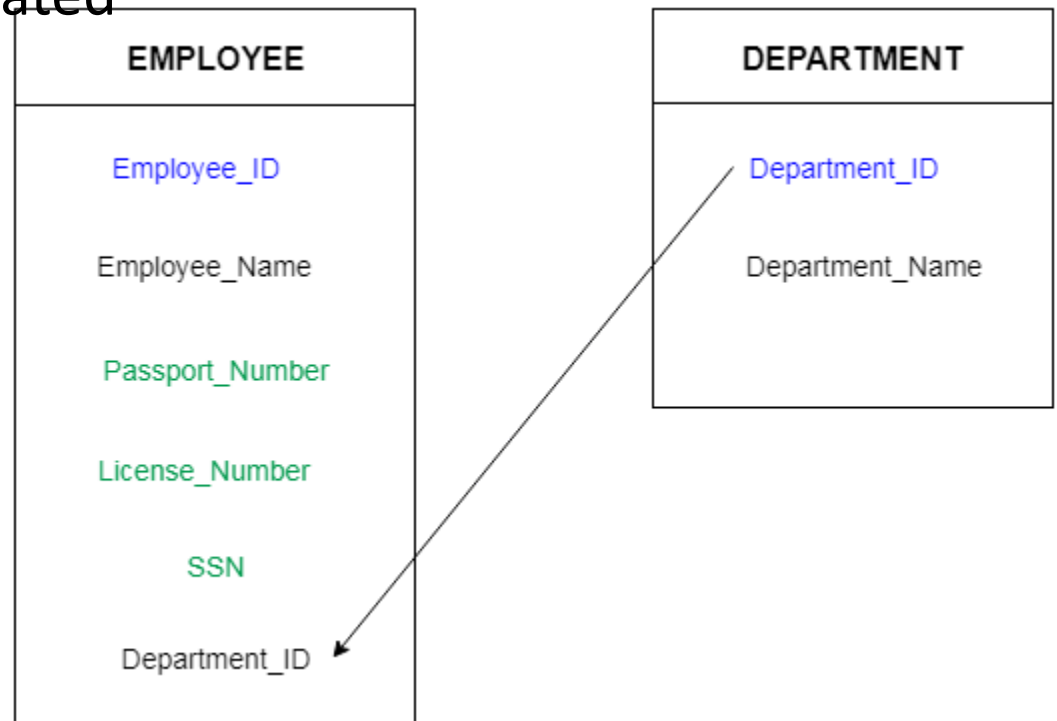 EMPLOYEE
Employee_ID
Employee_Name
Passport_Number
License_Number
SSN
Department_ID
DEPARTMENT
Department_ID
Department_Name